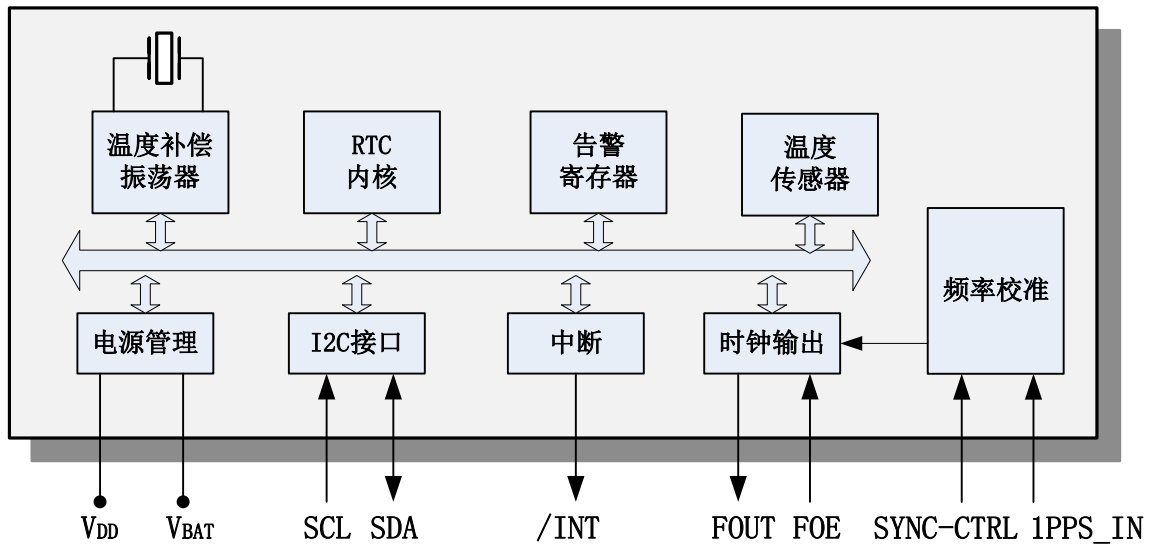 温度补偿
振荡器
RTC
内核
告警
寄存器
温度
传感器
频率校准
电源管理
I2C接口
中断
时钟输出
VDD
VBAT
SCL
SDA
/INT
FOUT
FOE
SYNC-CTRL
1PPS_IN